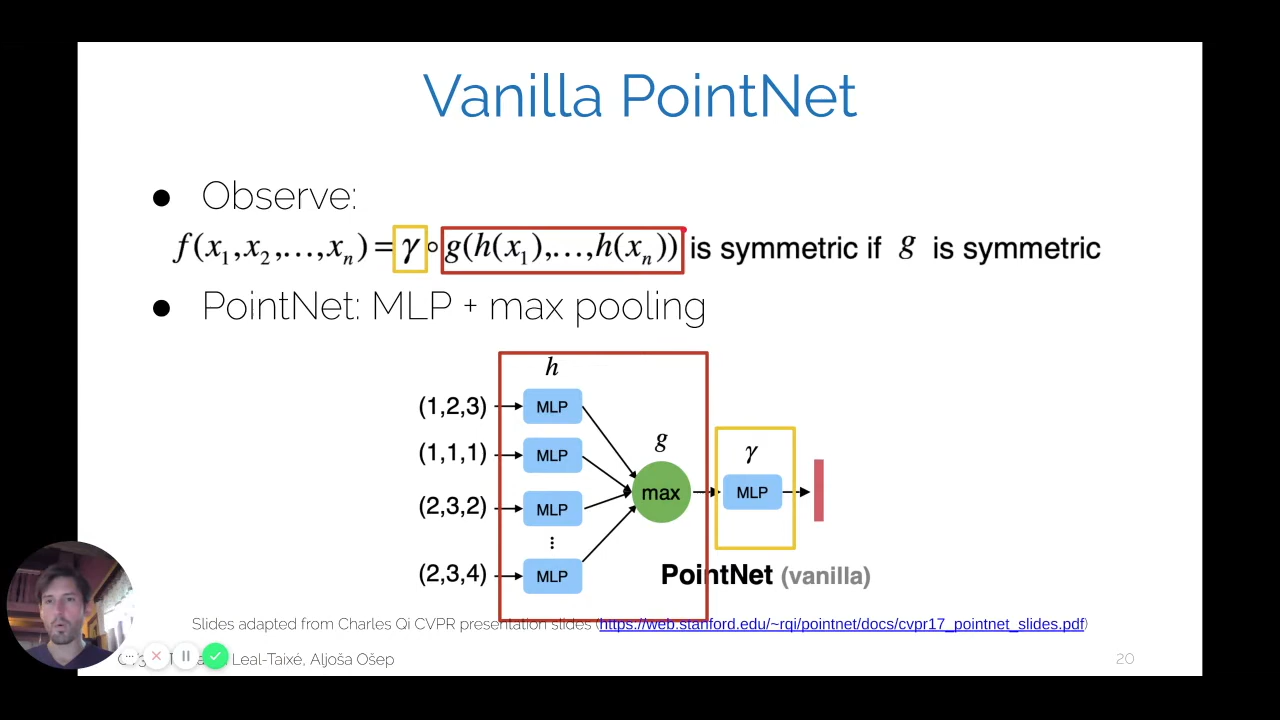 Vanilla PointNet
● Observe:
f(x₁,x₂,…,xₙ) = γ ∘ g(h(x₁),…,h(xₙ)) is symmetric if g is symmetric
● PointNet: MLP + max pooling
h
(1,2,3) MLP
g
(1,1,1) MLP
γ
max MLP
(2,3,2) MLP
⋮
(2,3,4) MLP
PointNet (vanilla)
Slides adapted from Charles Qi CVPR presentation slides (https://web.stanford.edu/~rqi/pointnet/docs/cvpr17_pointnet_slides.pdf)
Leal-Taixé, Aljoša Ošep
20